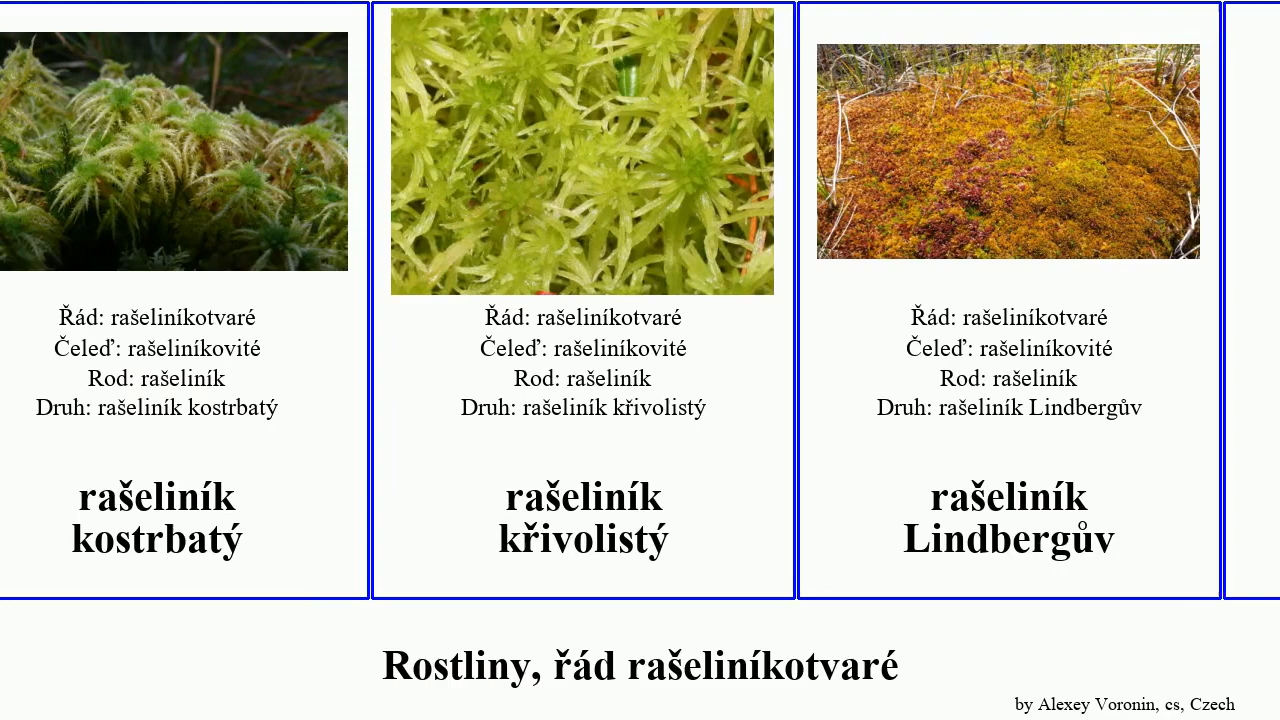 Řád: rašeliníkotvaré
Čeleď: rašeliníkovité
Rod: rašeliník
Druh: rašeliník kostrbatý
rašeliník
kostrbatý
Řád: rašeliníkotvaré
Čeleď: rašeliníkovité
Rod: rašeliník
Druh: rašeliník křivolistý
rašeliník
křivolistý
Řád: rašeliníkotvaré
Čeleď: rašeliníkovité
Rod: rašeliník
Druh: rašeliník Lindbergův
rašeliník
Lindbergův
Rostliny, řád rašeliníkotvaré
by Alexey Voronin, cs, Czech